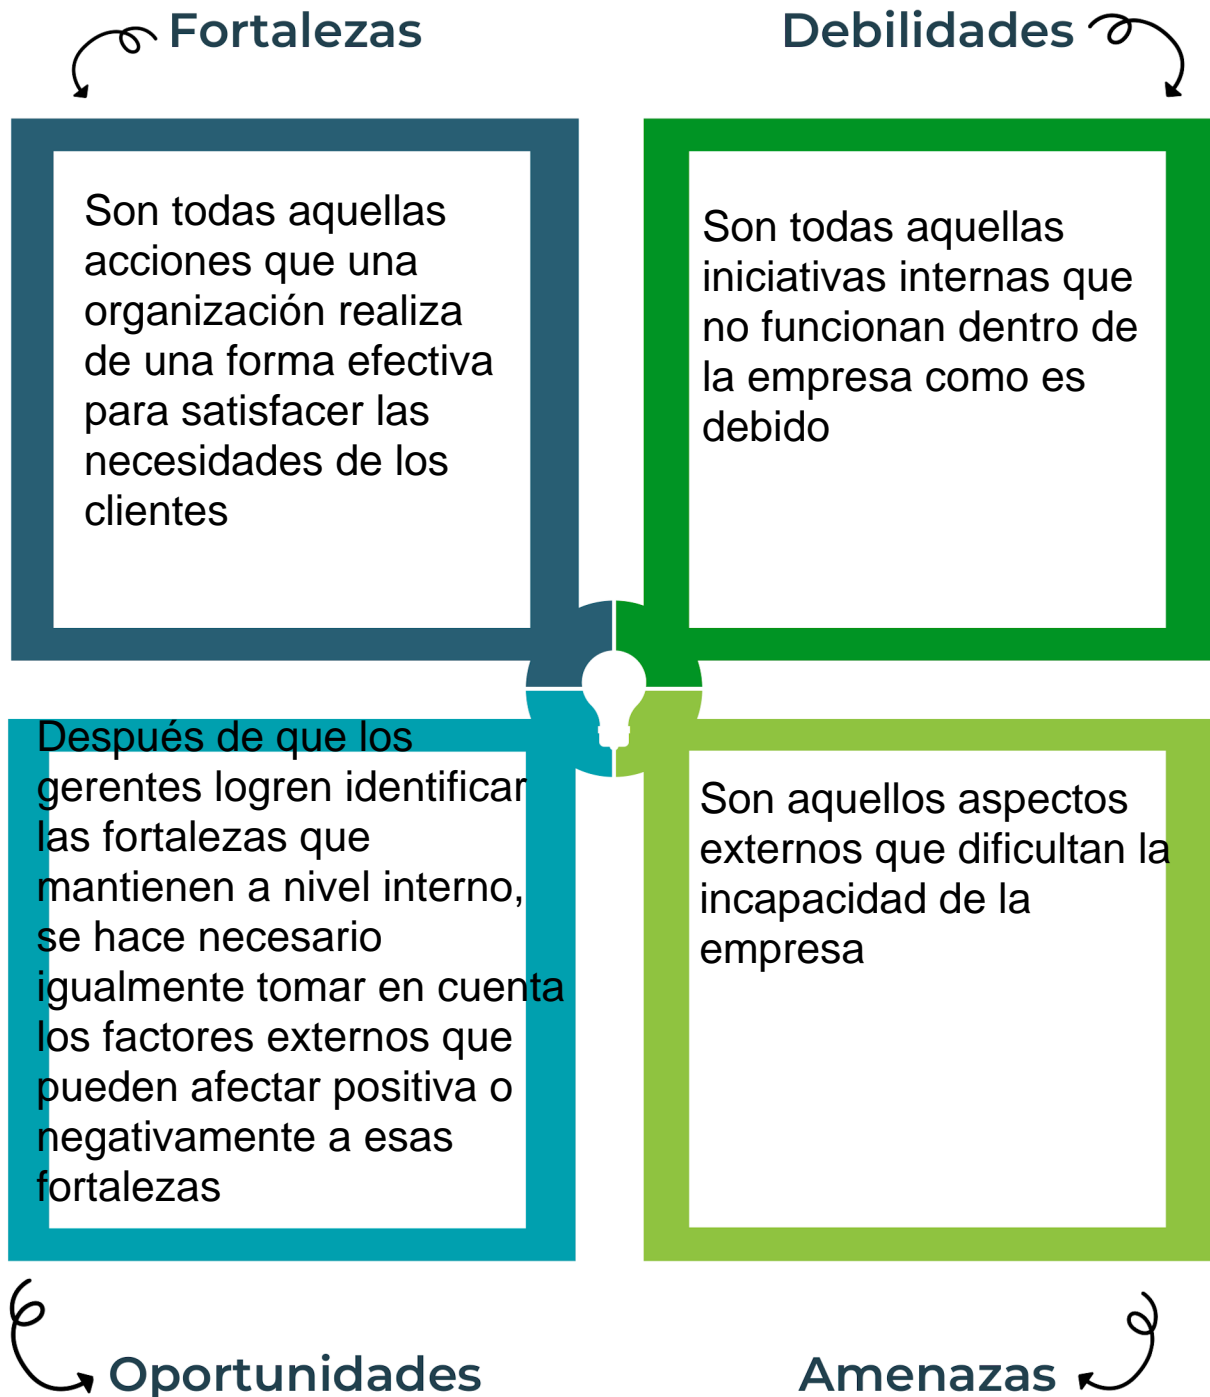 Fortalezas
Son todas aquellas
acciones que una
organización realiza
de una forma efectiva
para satisfacer las
necesidades de los
clientes
Debilidades
Son todas aquellas
iniciativas internas que
no funcionan dentro de
la empresa como es
debido
Después de que los
gerentes logren identificar
las fortalezas que
mantienen a nivel interno,
se hace necesario
igualmente tomar en cuenta
los factores externos que
pueden afectar positiva o
negativamente a esas
fortalezas
Oportunidades
Son aquellos aspectos
externos que dificultan la
incapacidad de la
empresa
Amenazas